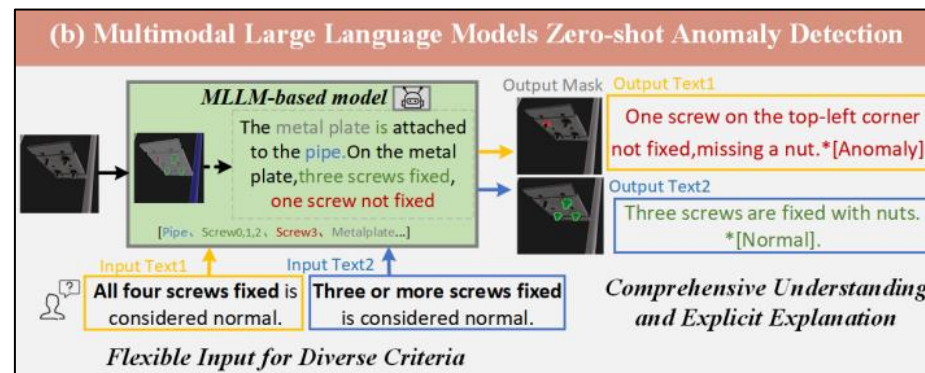 (b) Multimodal Large Language Models Zero-shot Anomaly Detection
MLLM-based model
The metal plate is attached
to the pipe.On the metal
plate,three screws fixed,
one screw not fixed
[Pipe、Screw0,1,2、Screw3、Metalplate...]
Output Mask
Output Text1
One screw on the top-left corner
not fixed,missing a nut.*[Anomaly]
Output Text2
Three screws are fixed with nuts.
*[Normal].
Input Text1
All four screws fixed is
considered normal.
Input Text2
Three or more screws fixed
is considered normal.
Comprehensive Understanding
and Explicit Explanation
Flexible Input for Diverse Criteria